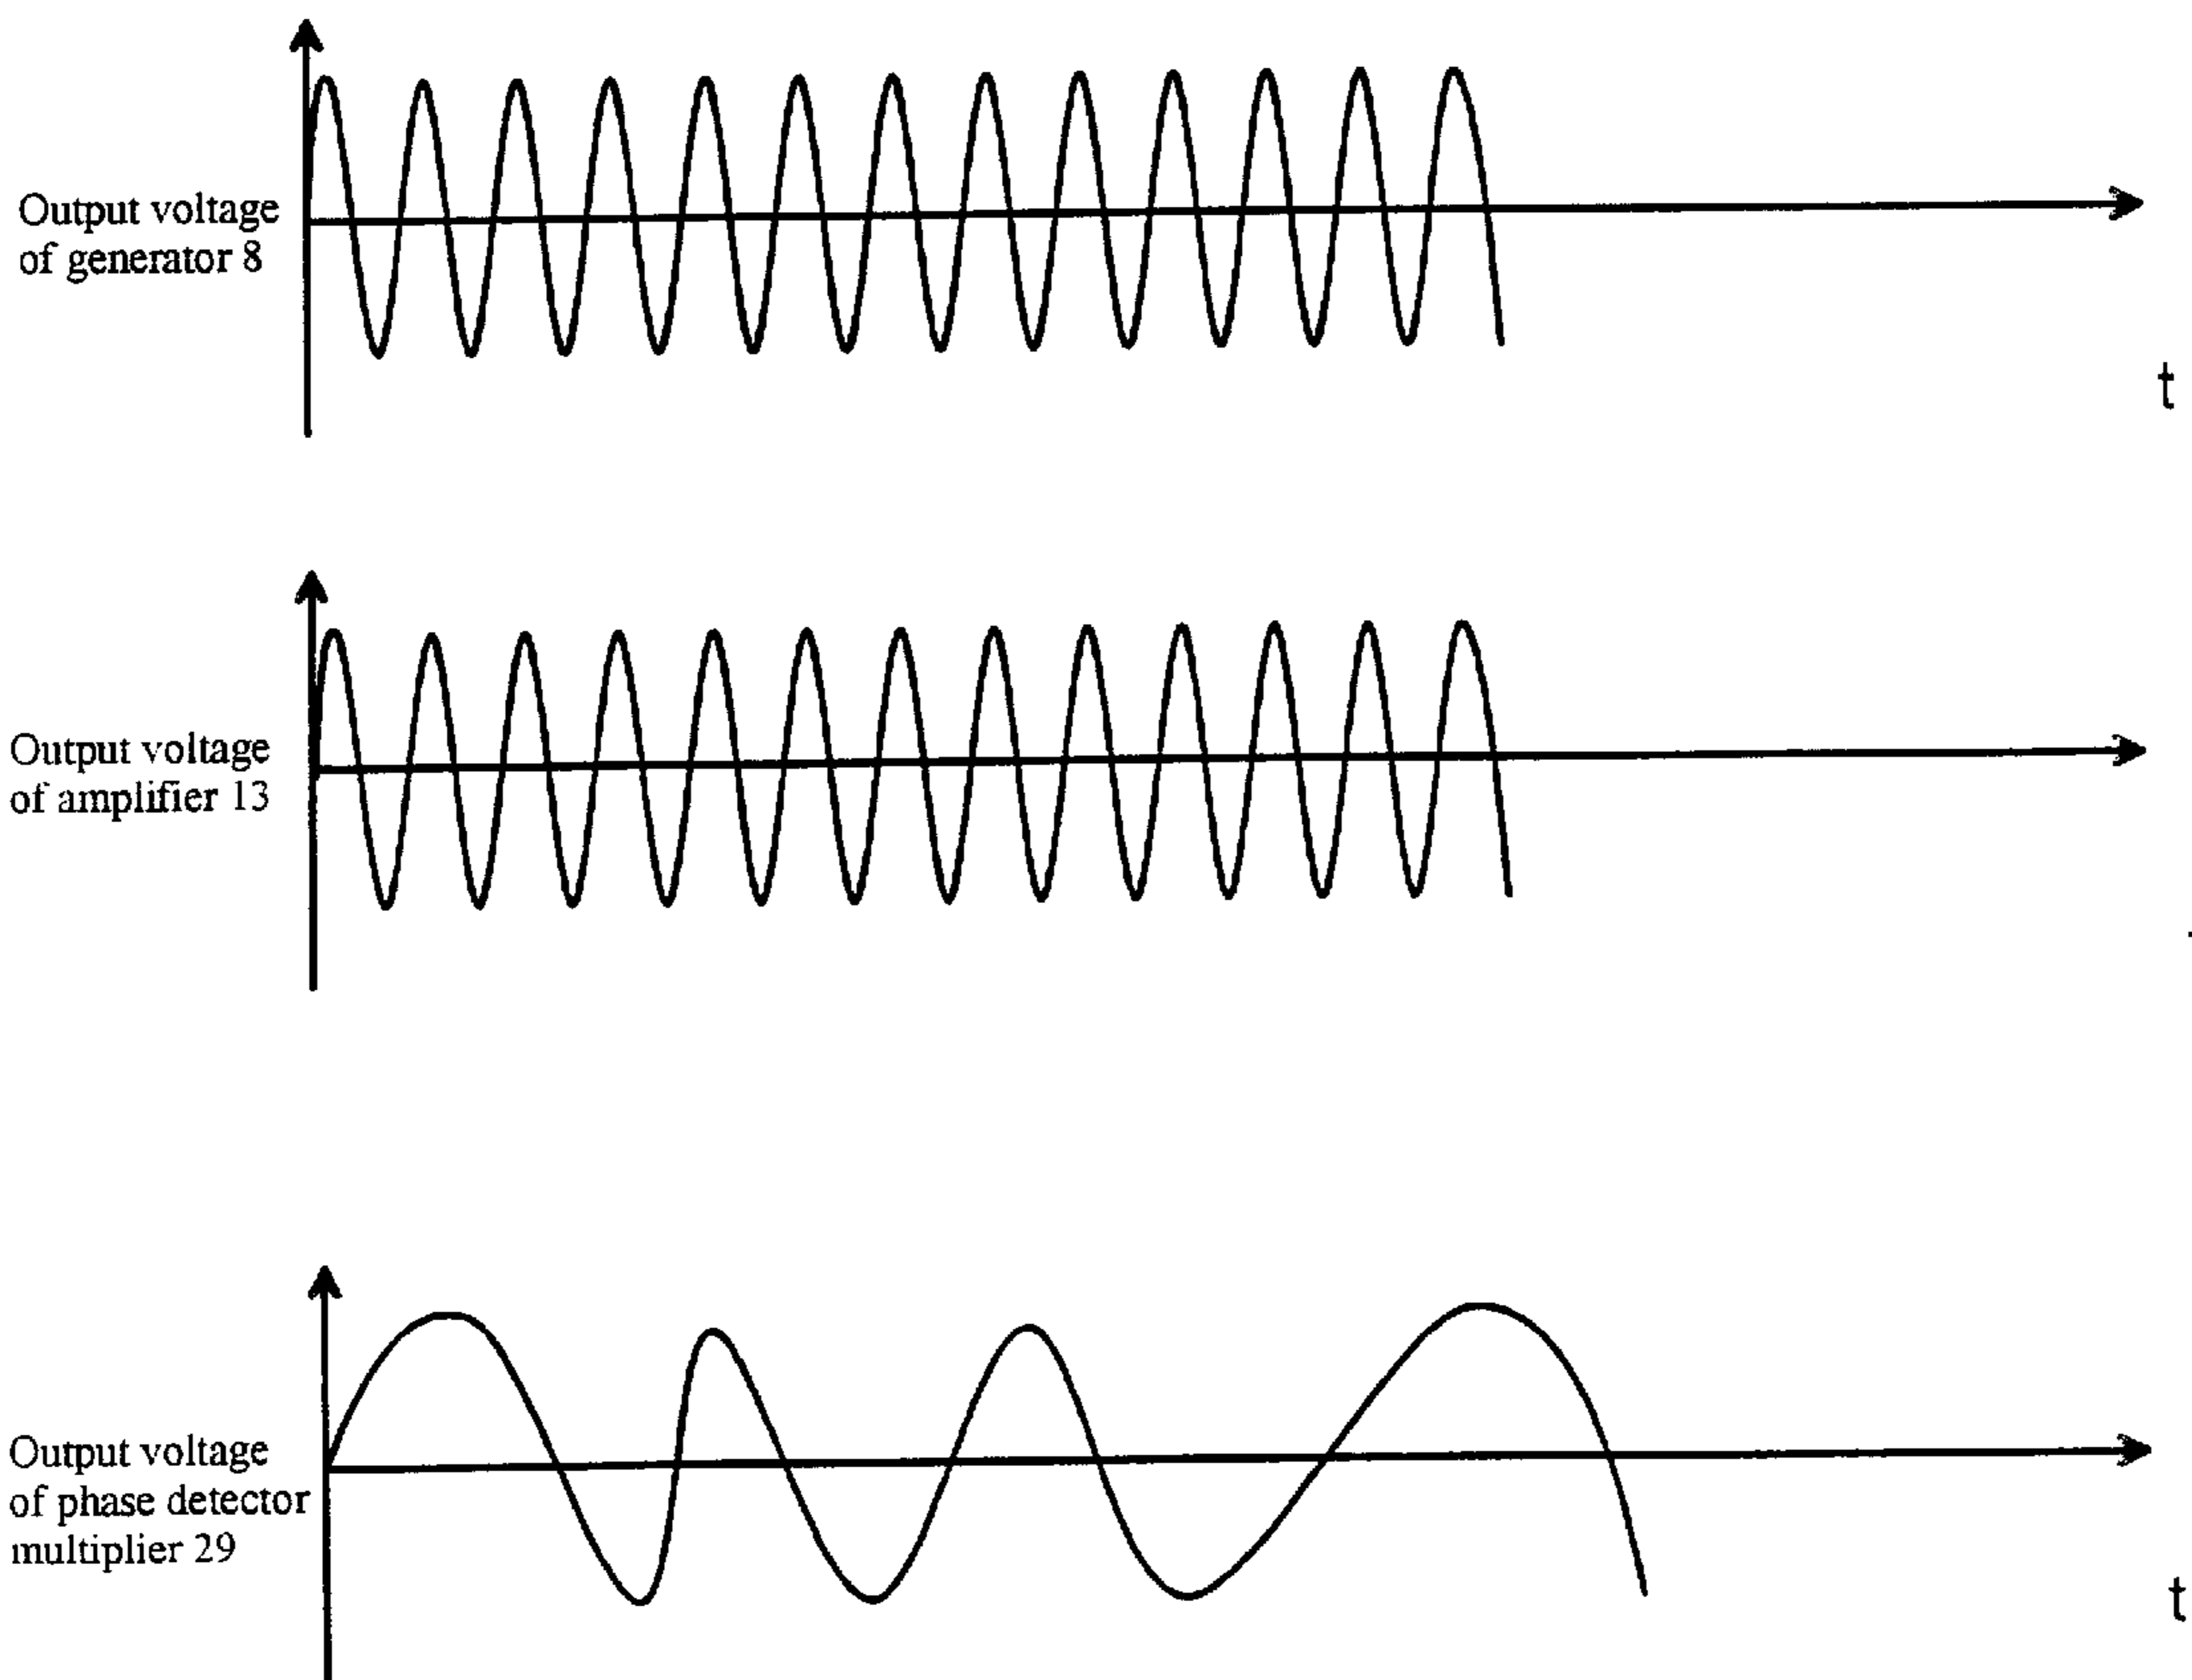 Output voltage
of generator 8
t
Output voltage
of amplifier 13
Output voltage
of phase detector
multiplier 29
t